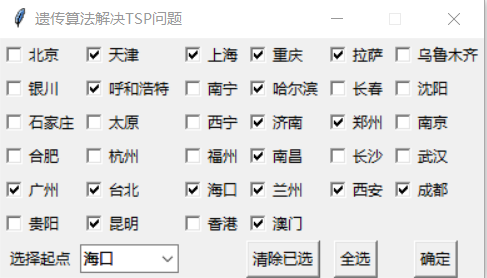 遗传算法解决TSP问题
北京 天津 上海 重庆 拉萨 乌鲁木齐
银川 呼和浩特 南宁 哈尔滨 长春 沈阳
石家庄 太原 西宁 济南 郑州 南京
合肥 杭州 福州 南昌 长沙 武汉
广州 台北 海口 兰州 西安 成都
贵阳 昆明 香港 澳门
选择起点 海口 清除已选 全选 确定